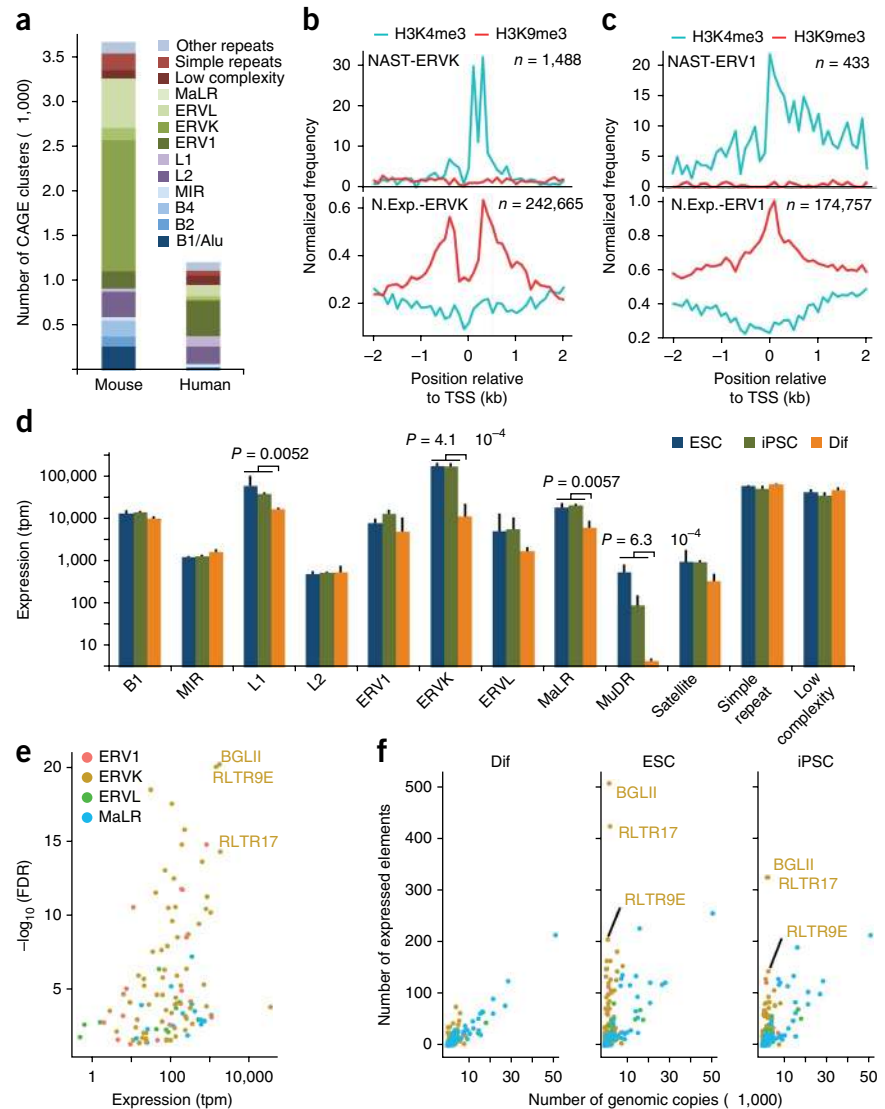 a
Number of CAGE clusters ( 1,000)
3.5
3.0
2.5
2.0
1.5
1.0
0.5
Mouse
Human
Other repeats
Simple repeats
Low complexity
MaLR
ERVL
ERVK
ERV1
L1
L2
MIR
B4
B2
B1/Alu
b
H3K4me3 H3K9me3
NAST-ERVK n = 1,488
Normalized frequency
30
20
10
0
N.Exp.-ERVK n = 242,665
0.6
0.4
0.2
−2 −1 0 1 2
Position relative
to TSS (kb)
c
H3K4me3 H3K9me3
NAST-ERV1 n = 433
Normalized frequency
20
15
10
5
0
N.Exp.-ERV1 n = 174,757
1.0
0.8
0.6
0.4
0.2
−2 −1 0 1 2
Position relative
to TSS (kb)
d
ESC iPSC Dif
Expression (tpm)
100,000
10,000
1,000
100
10
P = 0.0052
P = 4.1 10−4
P = 0.0057
P = 6.3 10−4
B1
MIR
L1
L2
ERV1
ERVK
ERVL
MaLR
MuDR
Satellite
Simple
repeat
Low
complexity
e
ERV1
ERVK
ERVL
MaLR
BGLII
RLTR9E
RLTR17
−log10 (FDR)
20
15
10
5
1 100 10,000
Expression (tpm)
f
Dif ESC iPSC
Number of expressed elements
500
400
300
200
100
0
BGLII
RLTR17
RLTR9E
BGLII
RLTR17
RLTR9E
10 30 50 10 30 50 10 30 50
Number of genomic copies ( 1,000)